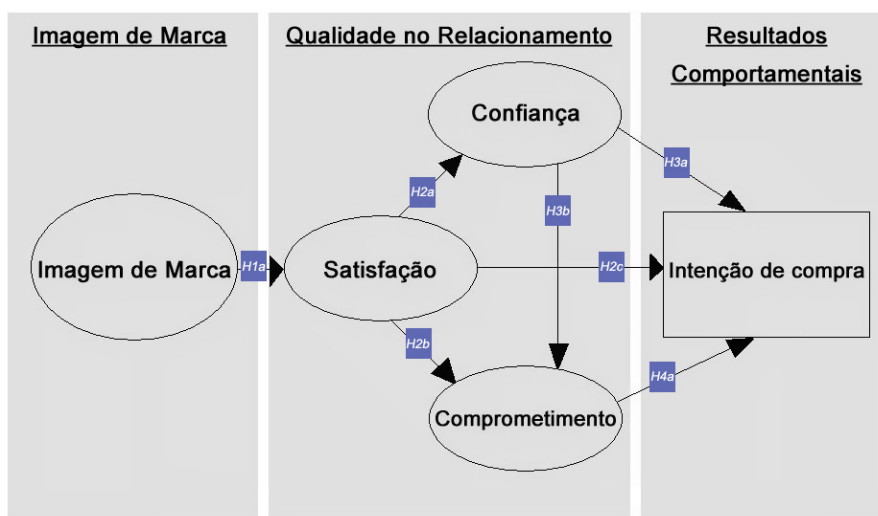 Imagem de Marca
Qualidade no Relacionamento
Resultados
Comportamentais
Confiança
H3a
H2a
H3b
Imagem de Marca
H1a
Satisfação
H2c
Intenção de compra
H2b
H4a
Comprometimento